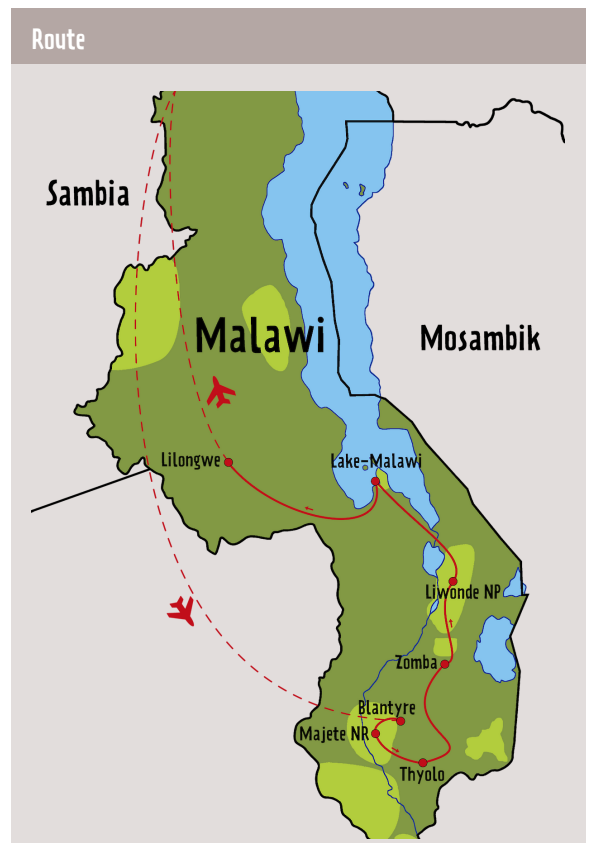 Route
Sambia
Malawi
Mosambik
Lilongwe
Lake-Malawi
Liwonde NP
Zomba
Blantyre
Majete NR
Thyolo